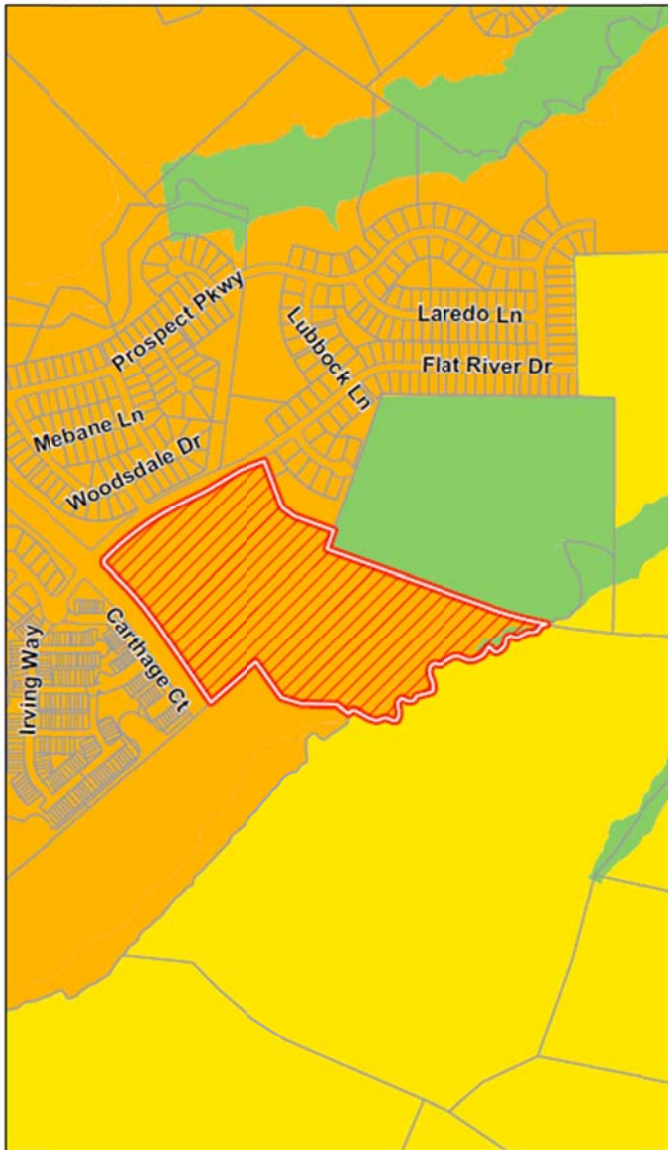 Prospect Pkwy
Laredo Ln
Lubbock Ln
Flat River Dr
Mebane Ln
Woodsdale Dr
Carthage Ct
Irving Way